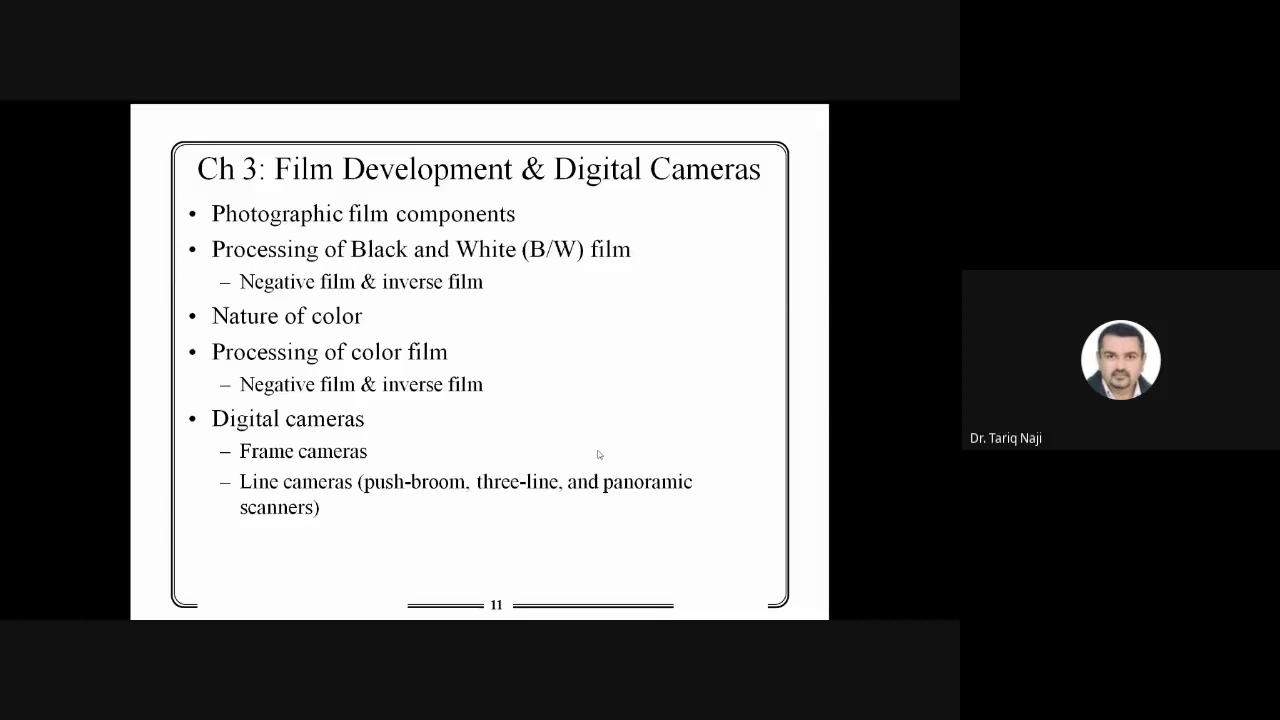 Ch 3: Film Development & Digital Cameras
• Photographic film components
• Processing of Black and White (B/W) film
– Negative film & inverse film
• Nature of color
• Processing of color film
– Negative film & inverse film
• Digital cameras
– Frame cameras
– Line cameras (push-broom, three-line, and panoramic
scanners)
11
Dr. Tariq Naji